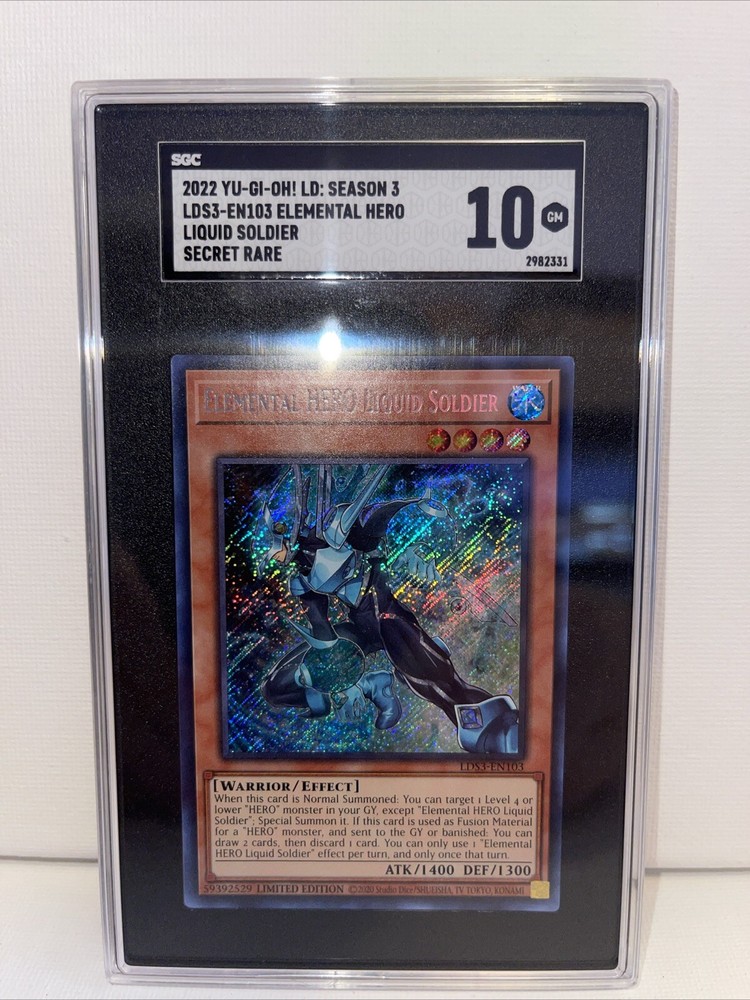 SGC
2022 YU-GI-OH! LD: SEASON 3
LDS3-EN103 ELEMENTAL HERO
LIQUID SOLDIER
SECRET RARE
10 GM
2982331
ELEMENTAL HERO LIQUID SOLDIER
WATER
LDS3-EN103
[WARRIOR/EFFECT]
When this card is Normal Summoned: You can target 1 Level 4 or
lower "HERO" monster in your GY, except "Elemental HERO Liquid
Soldier"; Special Summon it. If this card is used as Fusion Material
for a "HERO" monster, and sent to the GY or banished: You can
draw 2 cards, then discard 1 card. You can only use 1 "Elemental
HERO Liquid Soldier" effect per turn, and only once that turn.
ATK/1400 DEF/1300
59392529 LIMITED EDITION ©2020 Studio Dice/SHUEISHA, TV TOKYO, KONAMI